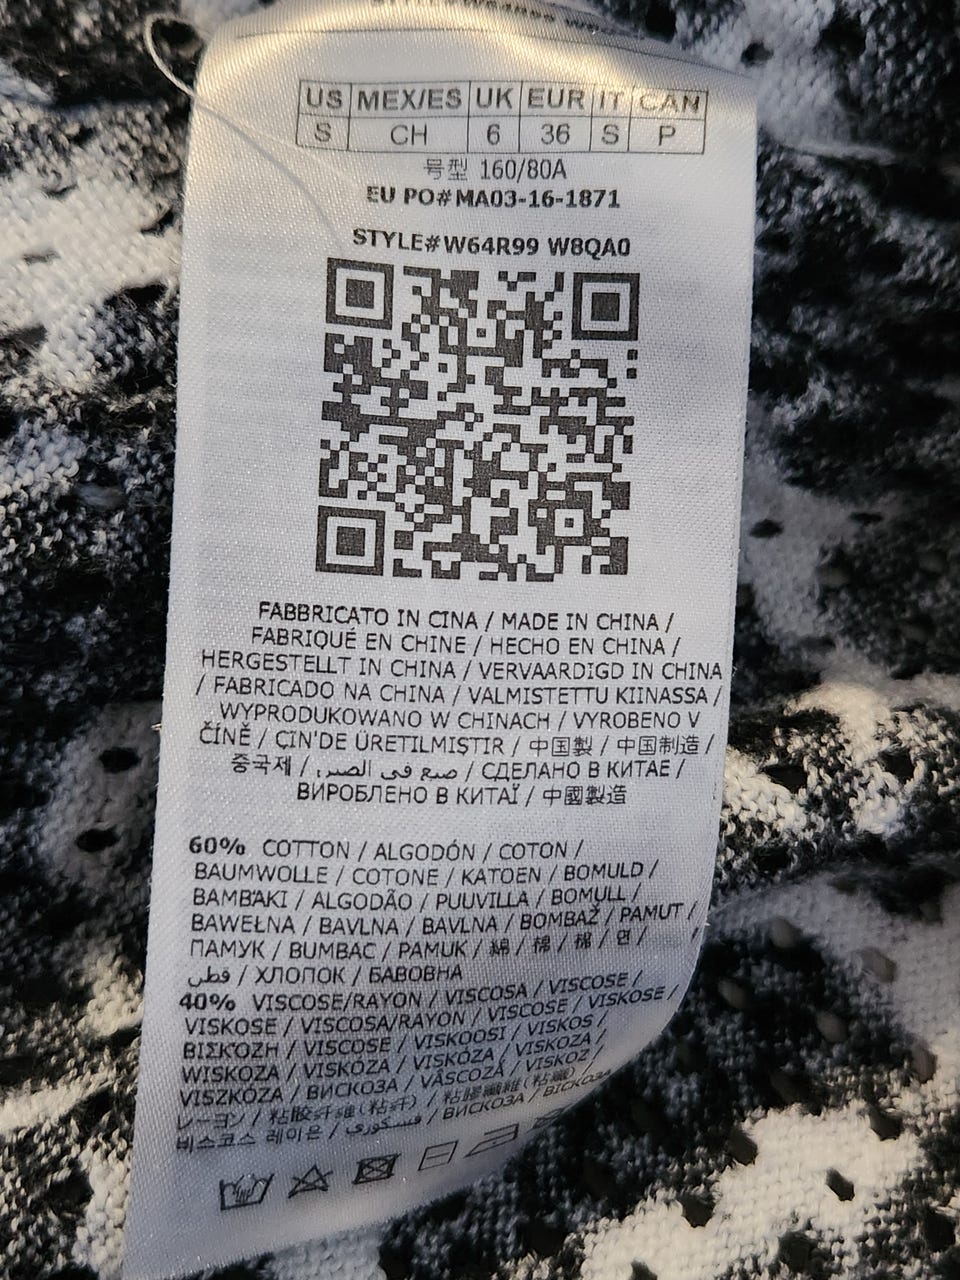 US MEX/ES UK EUR IT CAN
S CH 6 36 S P
号型 160/80A
EU PO#MA03-16-1871
STYLE#W64R99 W8QA0
FABBRICATO IN CINA / MADE IN CHINA /
FABRIQUÉ EN CHINE / HECHO EN CHINA /
HERGESTELLT IN CHINA / VERVAARDIGD IN CHINA
/ FABRICADO NA CHINA / VALMISTETTU KIINASSA /
WYPRODUKOWANO W CHINACH / VYROBENO V
ČÍNĚ / ÇIN'DE ÜRETILMIŞTIR / 中国製 / 中国制造 /
중국제 / صنع في الصين / СДЕЛАНО В КИТАЕ /
ВИРОБЛЕНО В КИТАЇ / 中國製造
60% COTTON / ALGODÓN / COTON /
BAUMWOLLE / COTONE / KATOEN / BOMULD /
ΒΑΜΒΆΚΙ / ALGODÃO / PUUVILLA / BOMULL /
BAWEŁNA / BAVLNA / BAVLNA / BOMBAŽ / PAMUT /
ПАМУК / BUMBAC / PAMUK / 綿 / 棉 / 棉 / 면 /
قطن / ХЛОПОК / БАВОВНА
40% VISCOSE/RAYON / VISCOSA / VISCOSE /
VISKOSE / VISCOSA/RAYON / VISCOSE / VISKOSE /
ΒΙΣΚΌΖΗ / VISCOSE / VISKOOSI / VISKOS /
WISKOZA / VISKÓZA / VISKÓZA / VISKOZA /
VISZKÓZA / ВИСКОЗА / VÂSCOZĂ / VISKOZ /
レーヨン / 粘胶纤维(粘纤) / 粘膠纖維(粘纖) /
비스코스 레이온 / فسكوزي / ВИСКОЗА / ВІСКОЗА